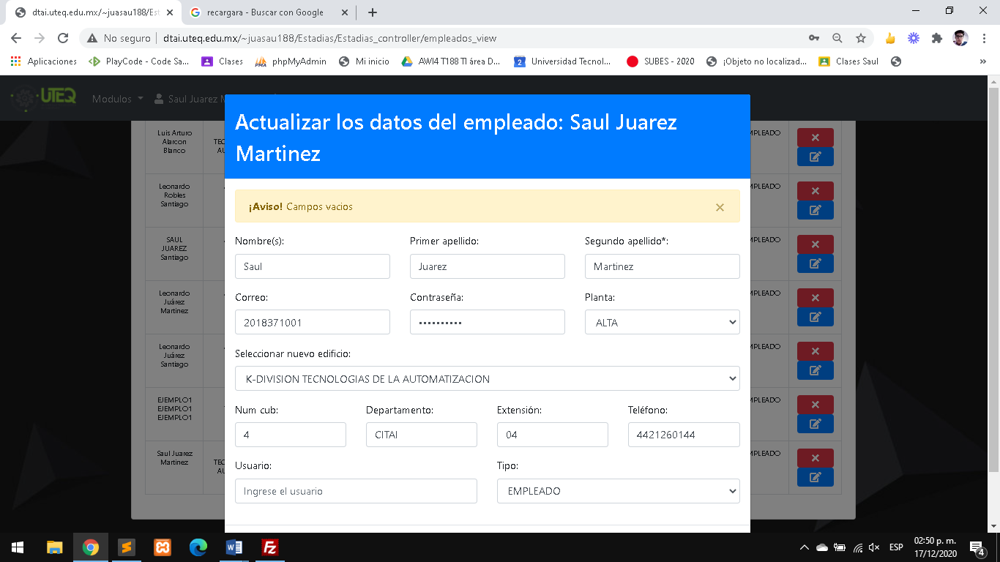 dtai.uteq.edu.mx/~juasau188/Est
recargara - Buscar con Google
No seguro
dtai.uteq.edu.mx/~juasau188/Estadias/Estadias_controller/empleados_view
Aplicaciones
PlayCode - Code Sa...
Clases
phpMyAdmin
Mi inicio
AWI4 T188 TI área D...
Universidad Tecnol...
SUBES - 2020
¡Objeto no localizad...
Clases Saul
»
UTEQ
Modulos
Saul Juarez M
Actualizar los datos del empleado: Saul Juarez
Martinez
¡Aviso! Campos vacios
Nombre(s):
Primer apellido:
Segundo apellido*:
Saul
Juarez
Martinez
Correo:
Contraseña:
Planta:
2018371001
••••••••••
ALTA
Seleccionar nuevo edificio:
K-DIVISION TECNOLOGIAS DE LA AUTOMATIZACION
Num cub:
Departamento:
Extensión:
Teléfono:
4
CITAI
04
4421260144
Usuario:
Tipo:
Ingrese el usuario
EMPLEADO
Luis Arturo
Alarcon
Blanco
TEC
AU
MPLEADO
Leonardo
Robles
Santiago
MPLEADO
SAUL
JUAREZ
Santiago
MPLEADO
Leonardo
Juárez
Martinez
MPLEADO
Leonardo
Juárez
Santiago
MPLEADO
EJEMPLO1
EJEMPLO1
EJEMPLO1
MPLEADO
Saul Juarez
Martinez
TEC
AU
MPLEADO
ESP
02:50 p. m.
17/12/2020
4